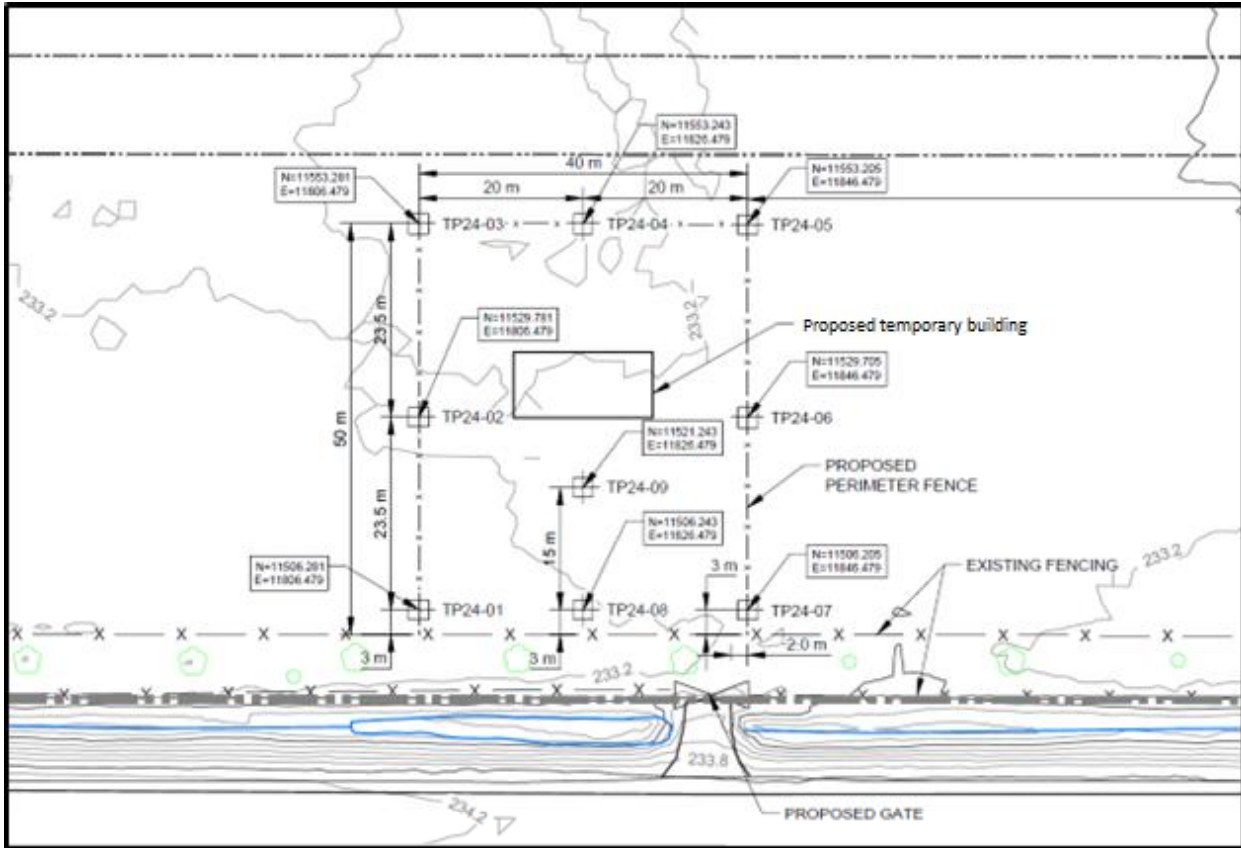 N=11553.243
E=11826.479
40 m
N=11553.281
E=11806.479
N=11553.205
E=11846.479
20 m
20 m
TP24-03
TP24-04
TP24-05
233.2
23.5 m
N=11529.781
E=11806.479
233.2
Proposed temporary building
N=11529.705
E=11846.479
50 m
TP24-02
TP24-06
N=11521.243
E=11826.479
PROPOSED
PERIMETER FENCE
TP24-09
23.5 m
15 m
N=11506.243
E=11826.479
3 m
N=11506.205
E=11846.479
233.2
EXISTING FENCING
N=11506.281
E=11806.479
TP24-01
TP24-08
TP24-07
2.0 m
3 m
3 m
233.2
233.8
234.2
PROPOSED GATE